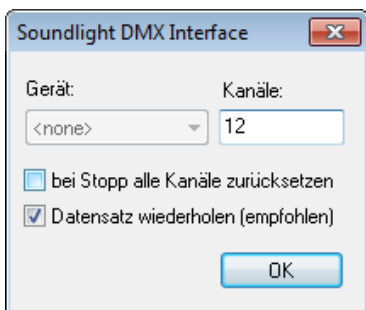 Soundlight DMX Interface
Gerät: Kanäle:
<none> 12
bei Stopp alle Kanäle zurücksetzen
Datensatz wiederholen (empfohlen)
OK